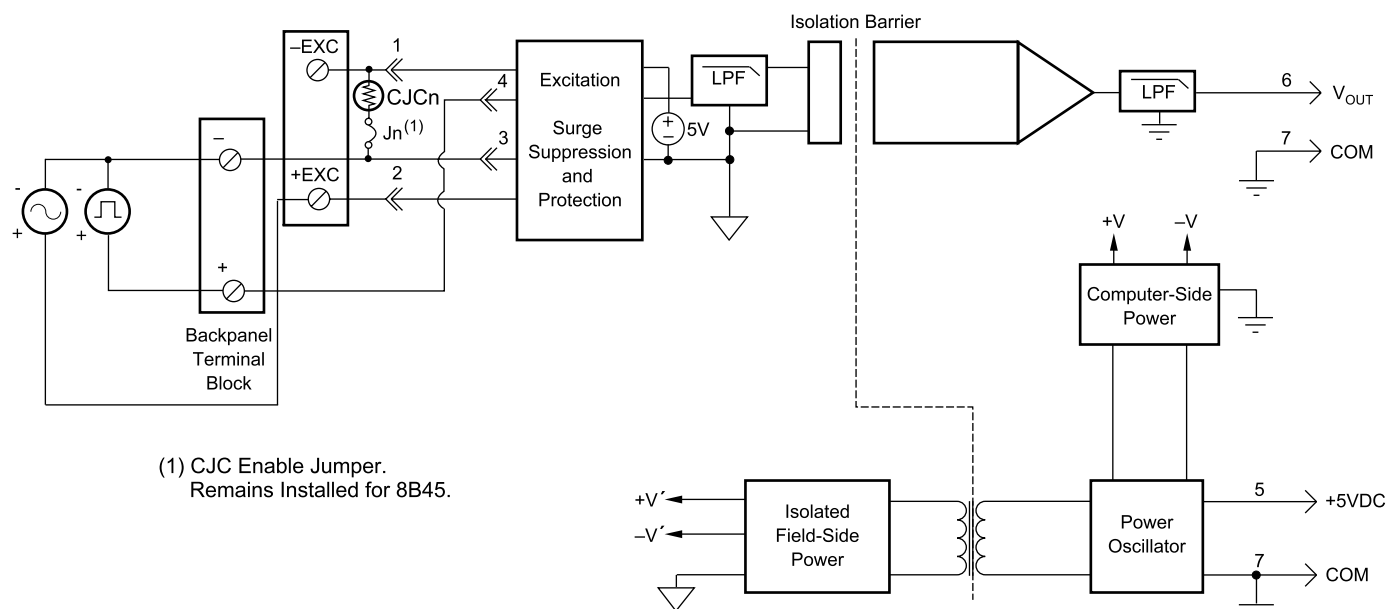 Isolation Barrier
–EXC
1
CJCn
Jn(1)
4
3
+EXC
2
Excitation
Surge
Suppression
and
Protection
LPF
+
–
5V
LPF
6
VOUT
7
COM
–
+
-
+
-
+
Backpanel
Terminal
Block
+V
–V
Computer-Side
Power
(1) CJC Enable Jumper.
Remains Installed for 8B45.
+V´
–V´
Isolated
Field-Side
Power
Power
Oscillator
5
+5VDC
7
COM